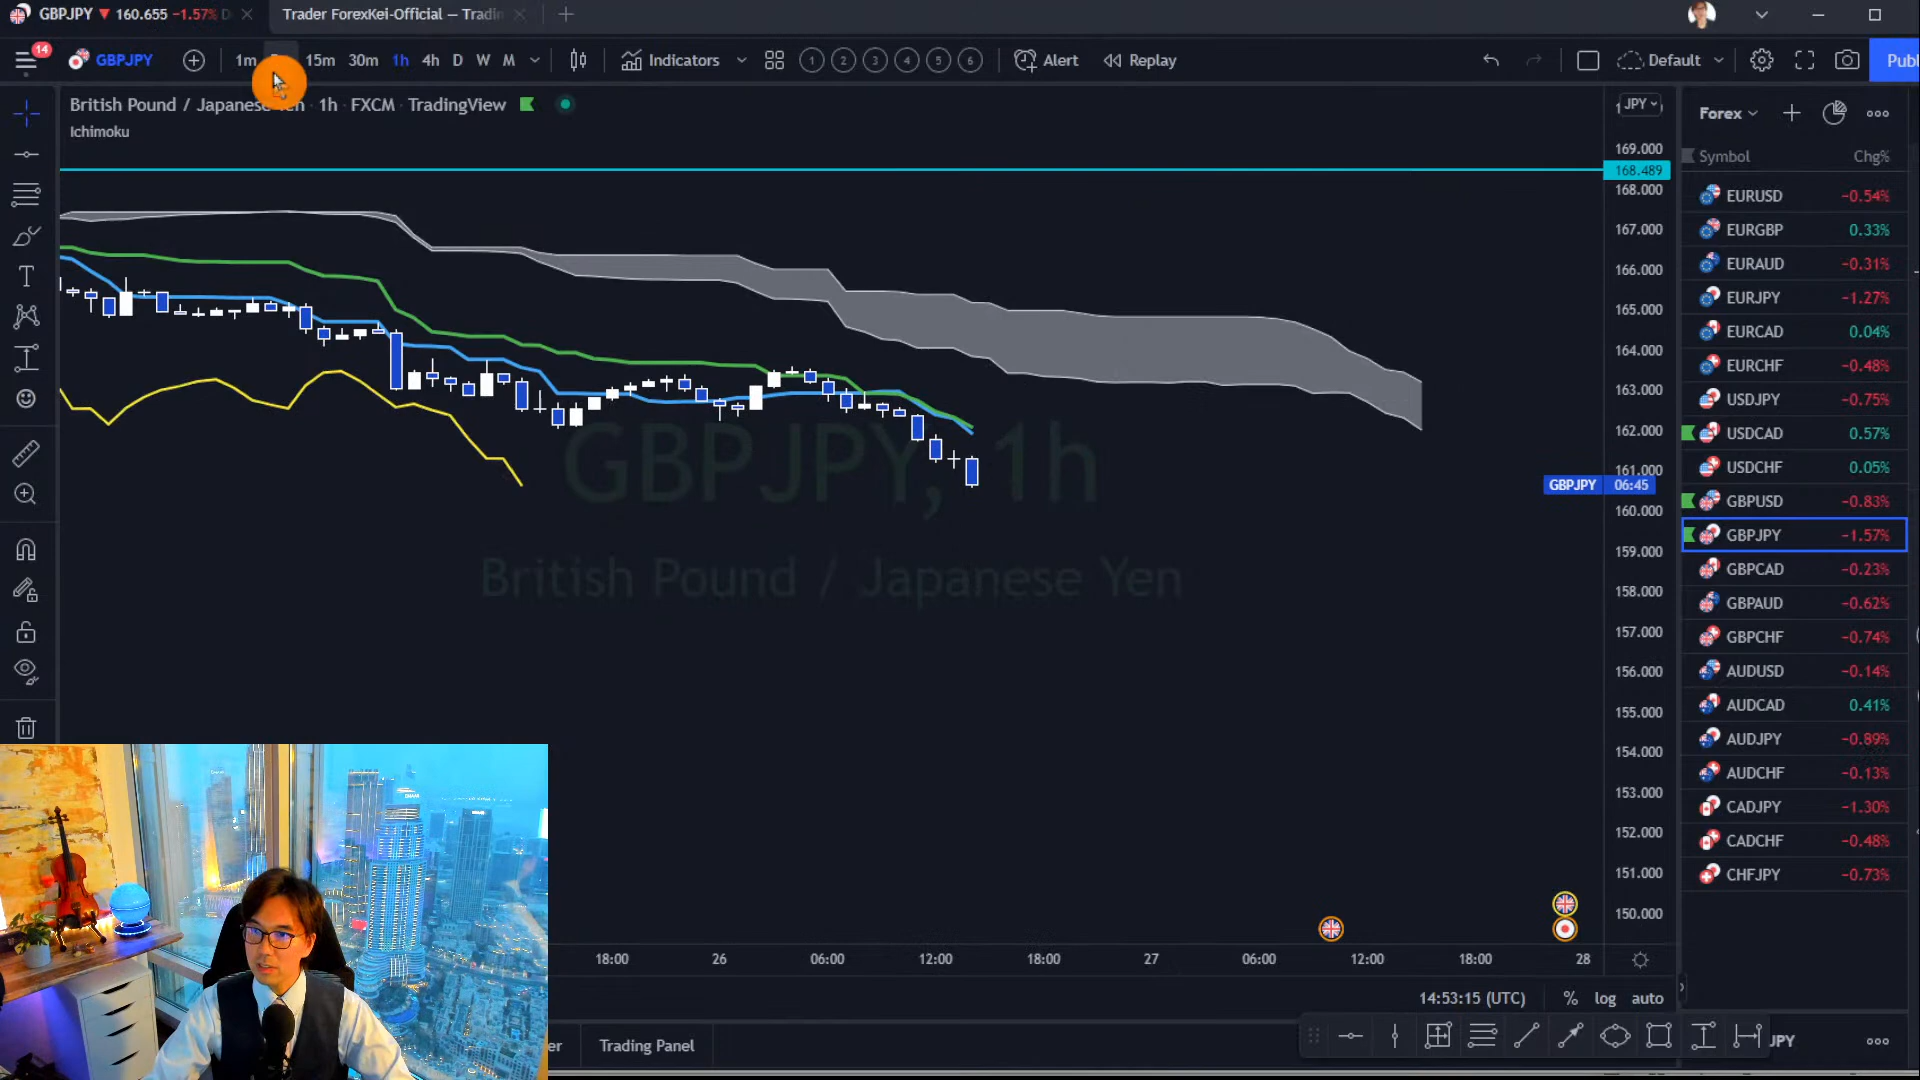 GBPJPY ▼ 160.655 −1.57%
Trader ForexKei-Official — Tradin
14
GBPJPY
1m
15m
30m
1h
4h
D
W
M
Indicators
1
2
3
4
5
6
Alert
Replay
Default
Publ
British Pound / Japanese Yen · 1h · FXCM · TradingView
Ichimoku
JPY
169.000
168.489
168.000
167.000
166.000
165.000
164.000
163.000
162.000
161.000
GBPJPY 06:45
160.000
159.000
158.000
157.000
156.000
155.000
154.000
153.000
152.000
151.000
150.000
GBPJPY, 1h
British Pound / Japanese Yen
Forex
Symbol Chg%
EURUSD −0.54%
EURGBP 0.33%
EURAUD −0.31%
EURJPY −1.27%
EURCAD 0.04%
EURCHF −0.48%
USDJPY −0.75%
USDCAD 0.57%
USDCHF 0.05%
GBPUSD −0.83%
GBPJPY −1.57%
GBPCAD −0.23%
GBPAUD −0.62%
GBPCHF −0.74%
AUDUSD −0.14%
AUDCAD 0.41%
AUDJPY −0.89%
AUDCHF −0.13%
CADJPY −1.30%
CADCHF −0.48%
CHFJPY −0.73%
18:00 26 06:00 12:00 18:00 27 06:00 12:00 18:00 28
14:53:15 (UTC) % log auto
er Trading Panel
JPY